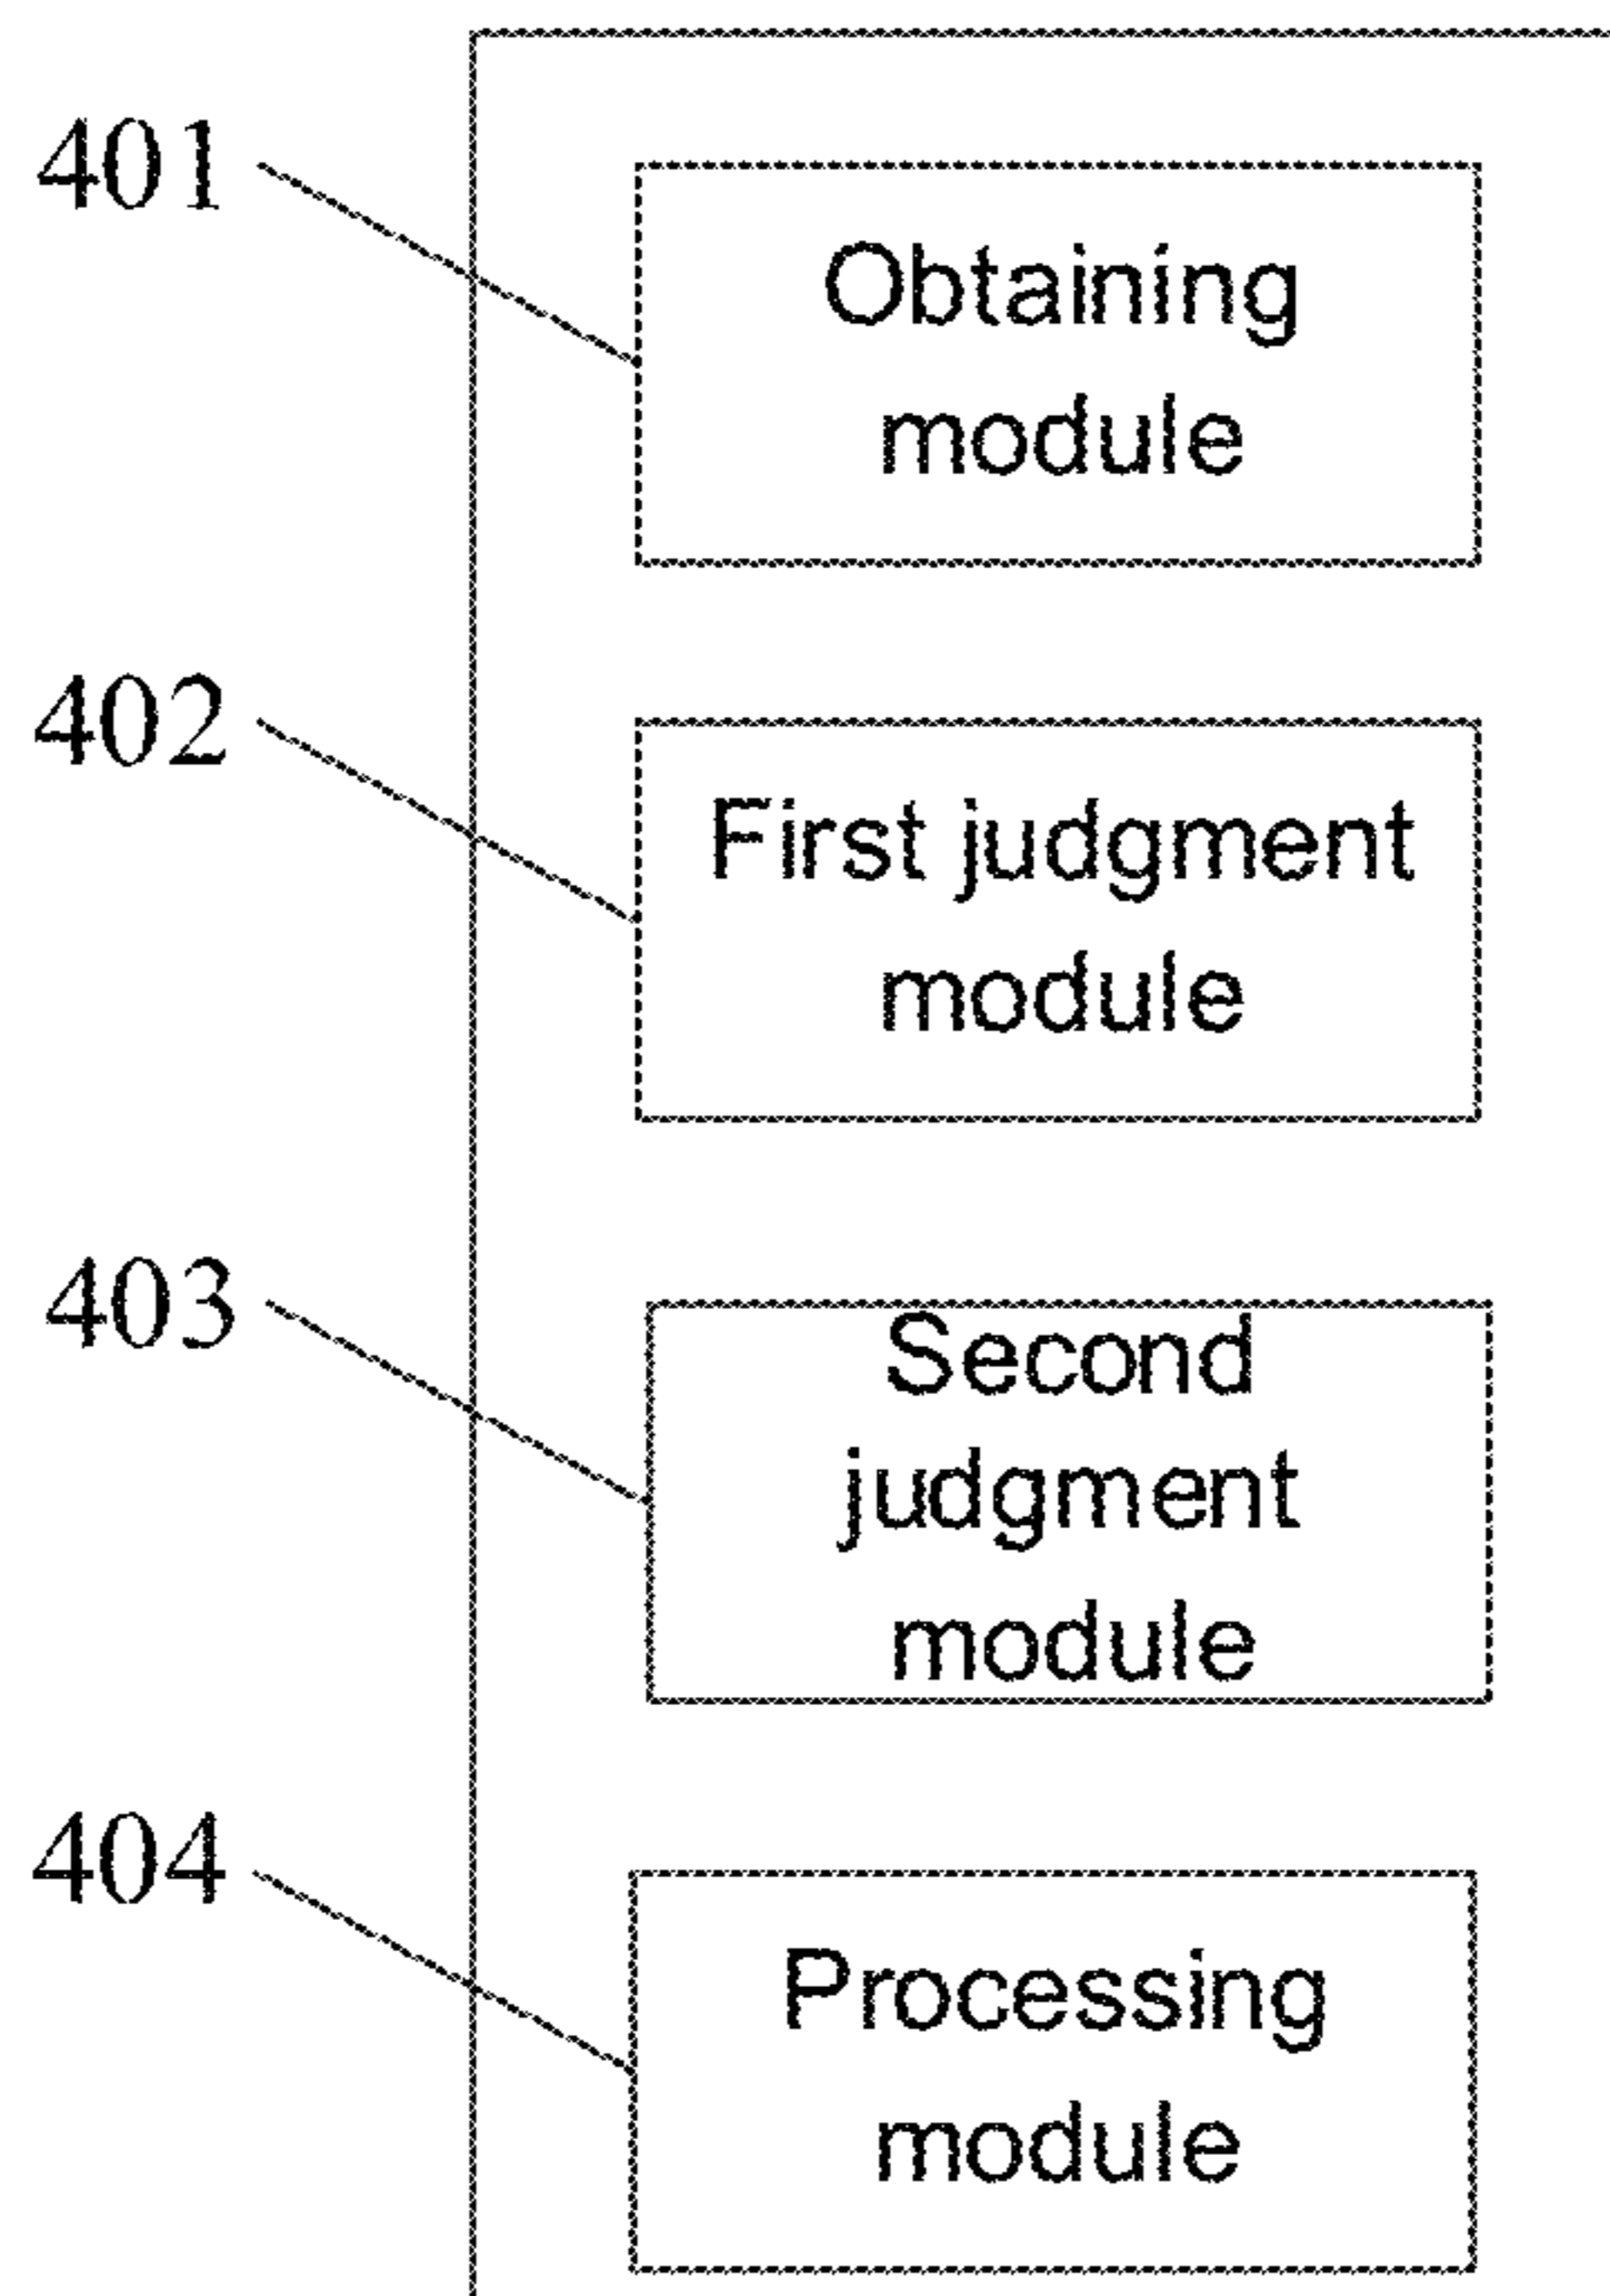 401
Obtaining
module
402
First judgment
module
403
Second
judgment
module
404
Processing
module